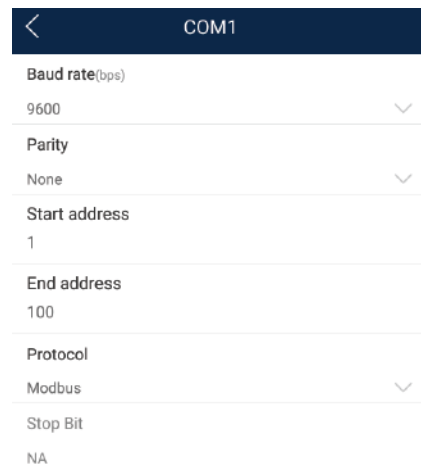 COM1
Baud rate(bps)
9600
Parity
None
Start address
1
End address
100
Protocol
Modbus
Stop Bit
NA